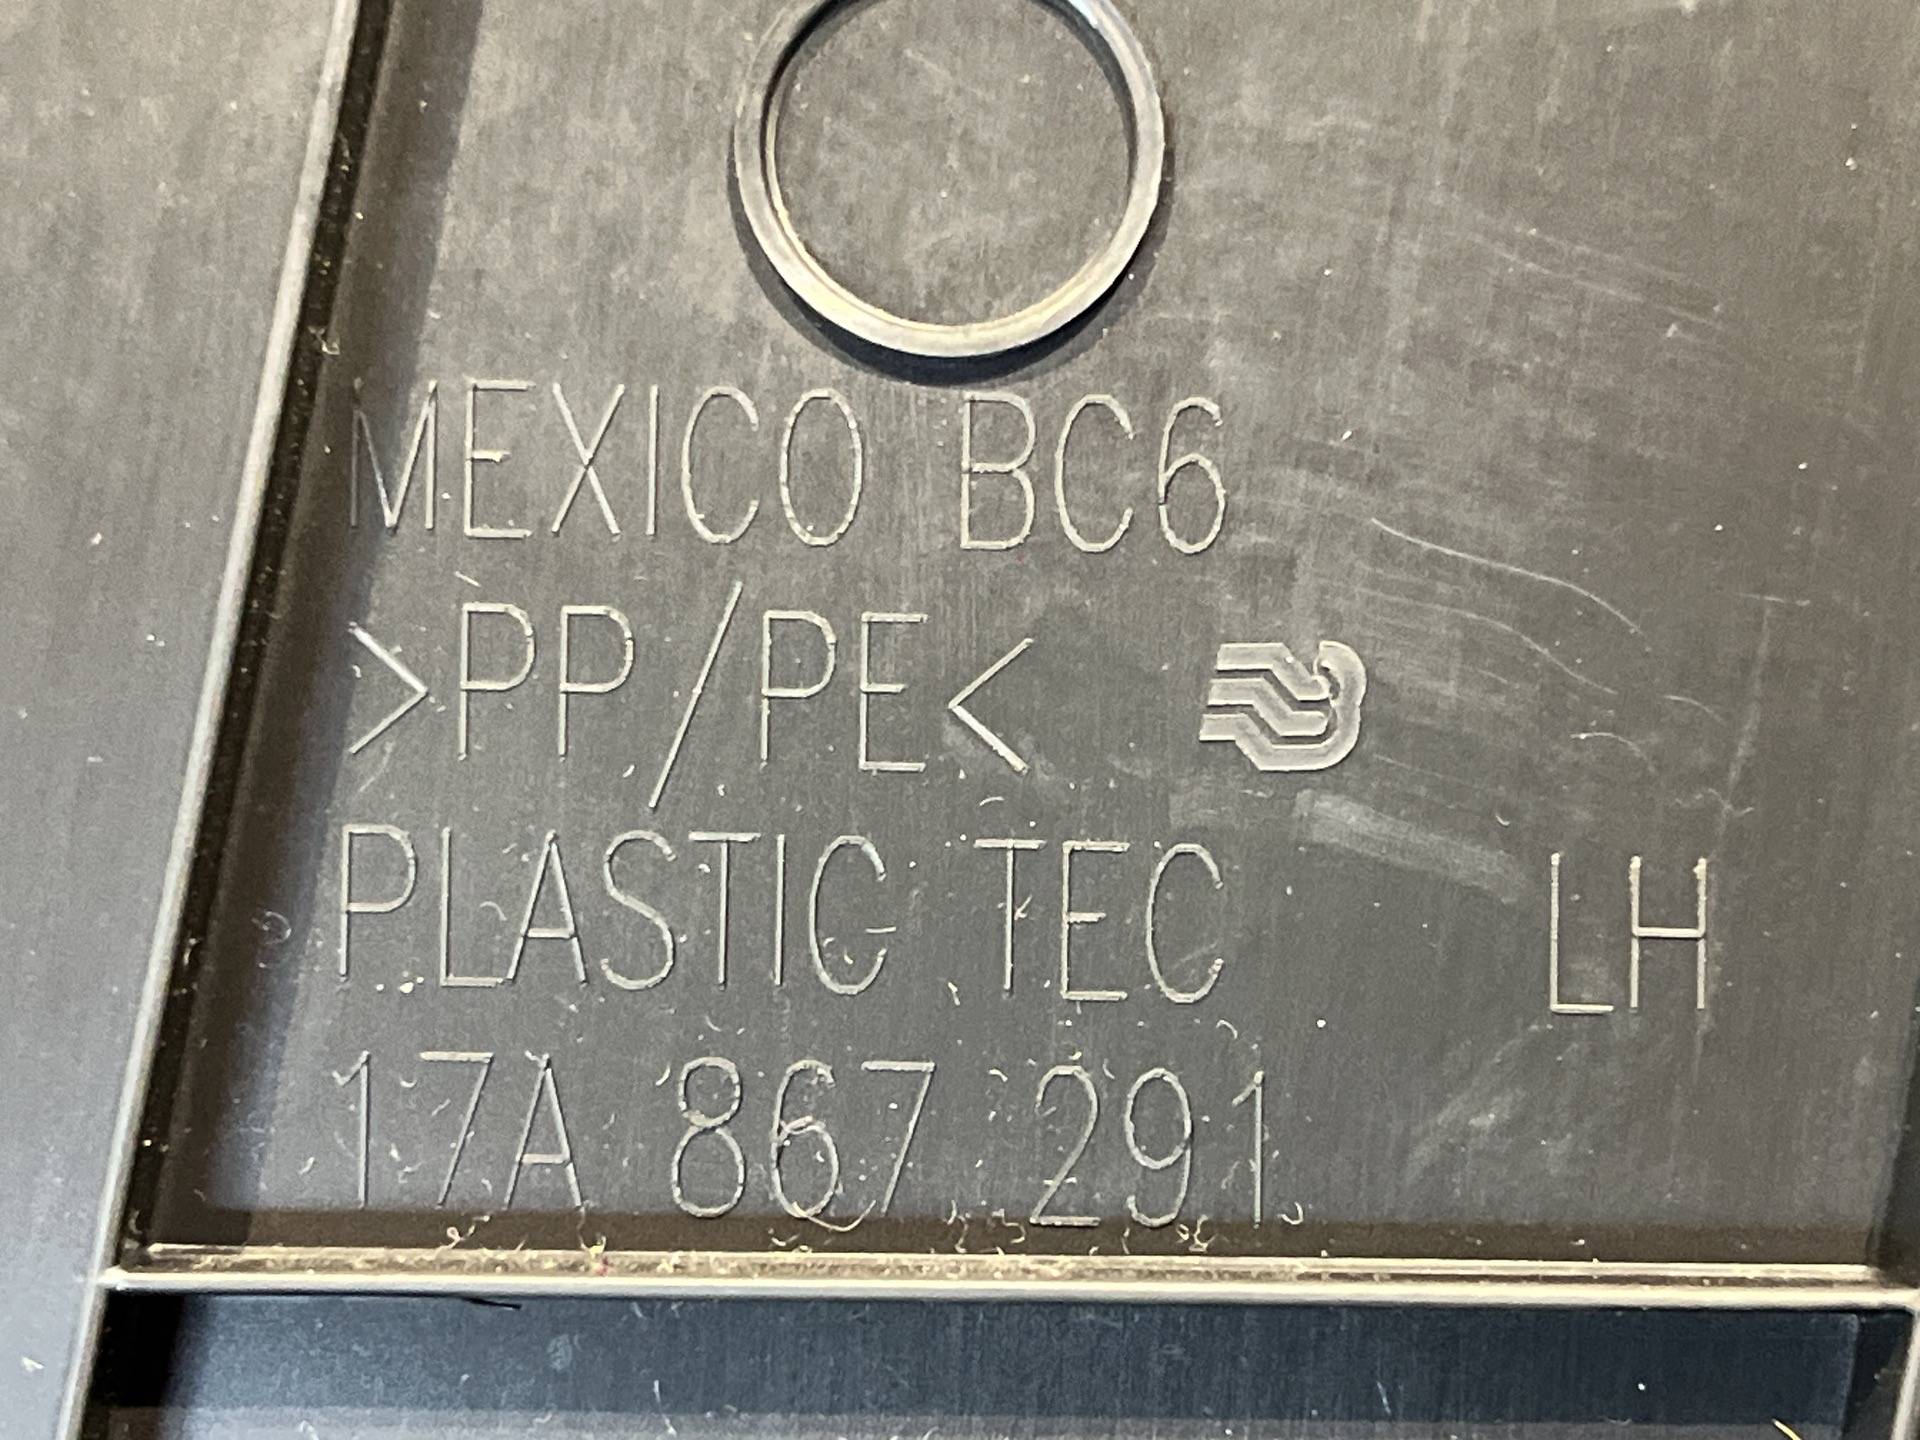 MEXICO BC6
>PP/PE<
PLASTIC TEC LH
17A 867 291